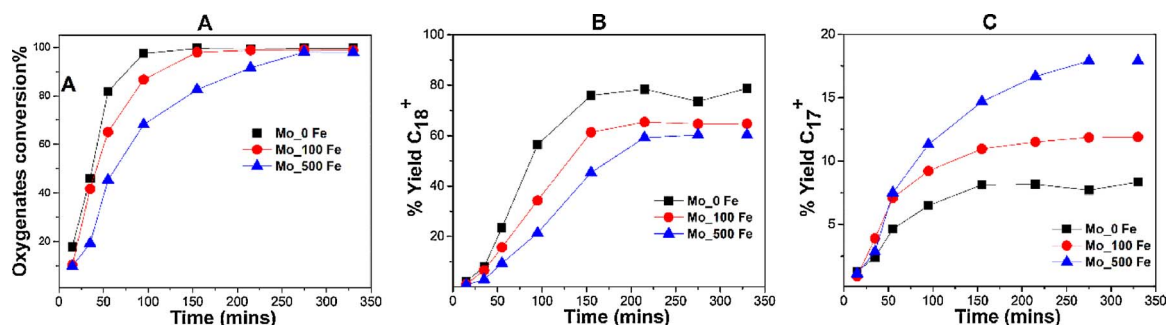 A
Oxygenates conversion%
A
100
80
60
40
20
Mo_0 Fe
Mo_100 Fe
Mo_500 Fe
0 50 100 150 200 250 300 350
Time (mins)
B
% Yield C18+
100
80
60
40
20
0
Mo_0 Fe
Mo_100 Fe
Mo_500 Fe
0 50 100 150 200 250 300 350
Time (mins)
C
% Yield C17+
20
15
10
5
Mo_0 Fe
Mo_100 Fe
Mo_500 Fe
0 50 100 150 200 250 300 350
Time (mins)